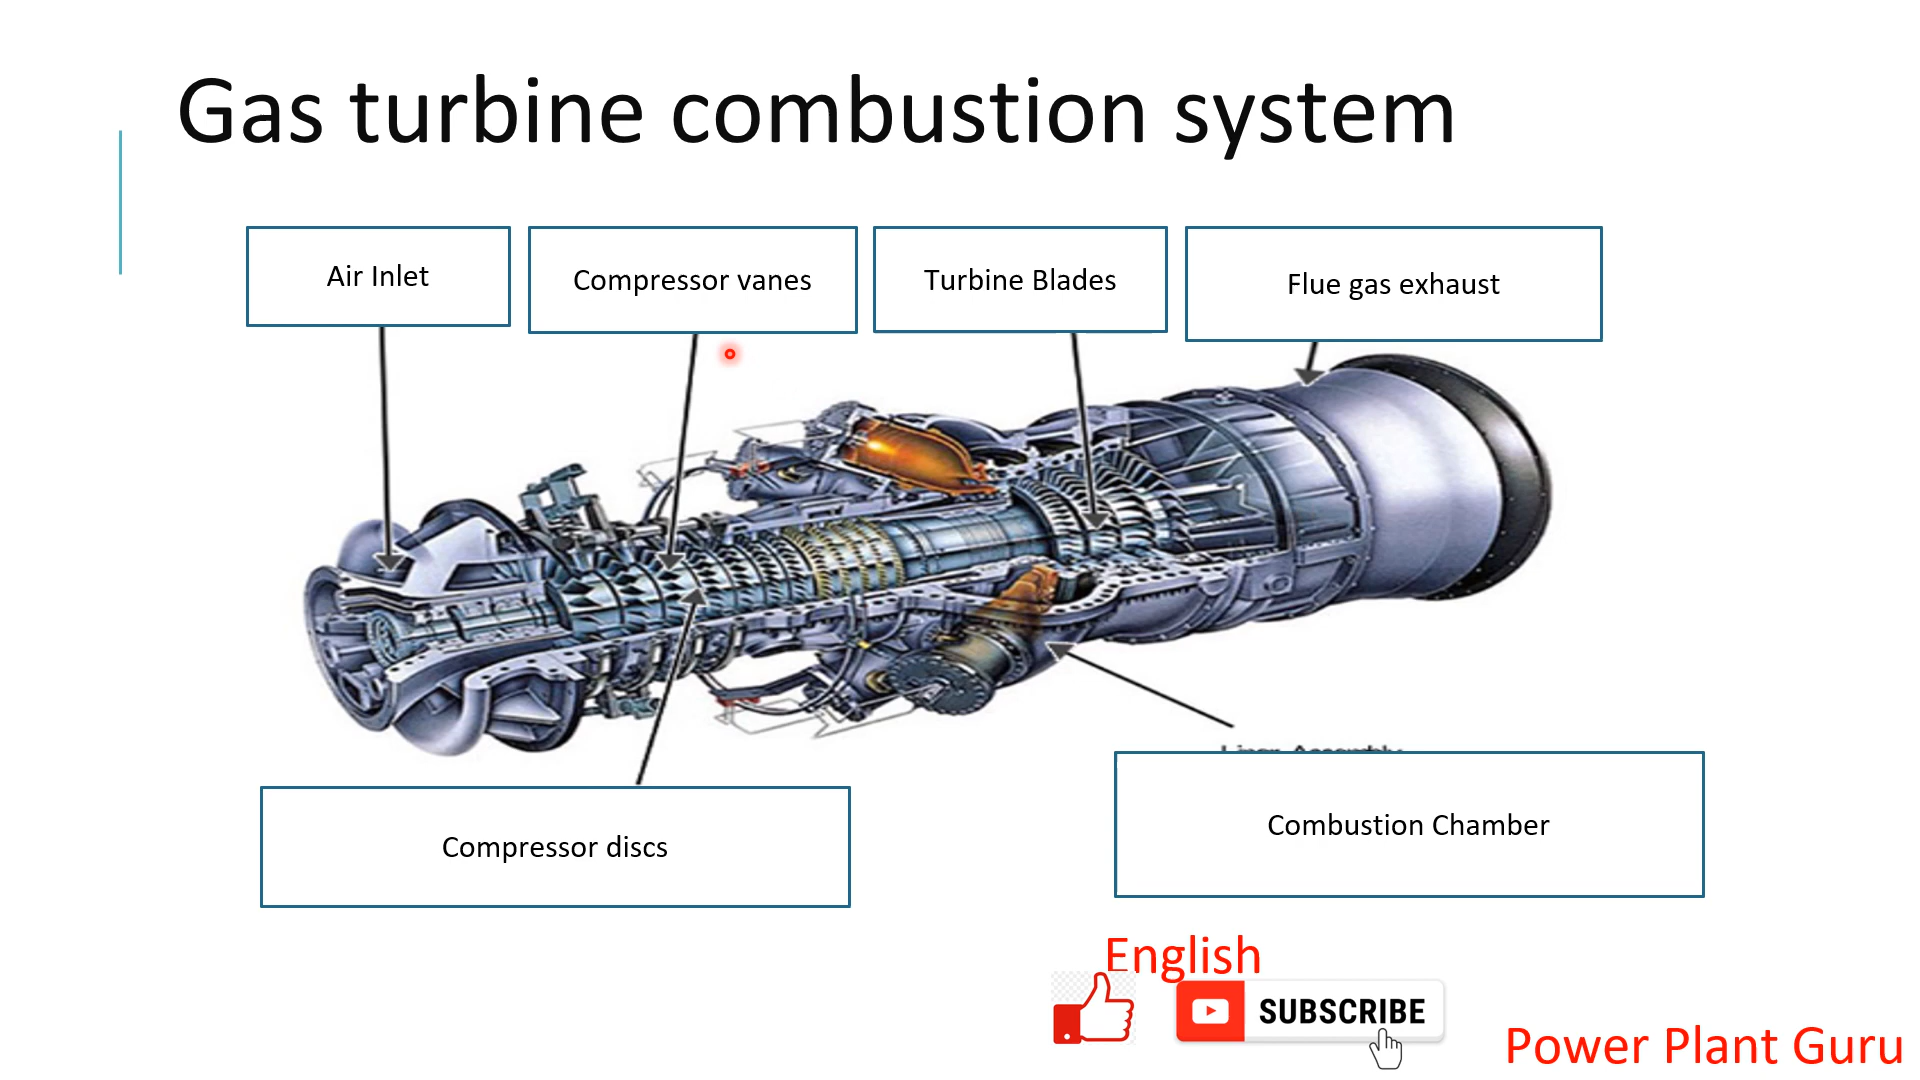 Gas turbine combustion system
Air Inlet
Compressor vanes
Turbine Blades
Flue gas exhaust
Compressor discs
Combustion Chamber
English
SUBSCRIBE
Power Plant Guru